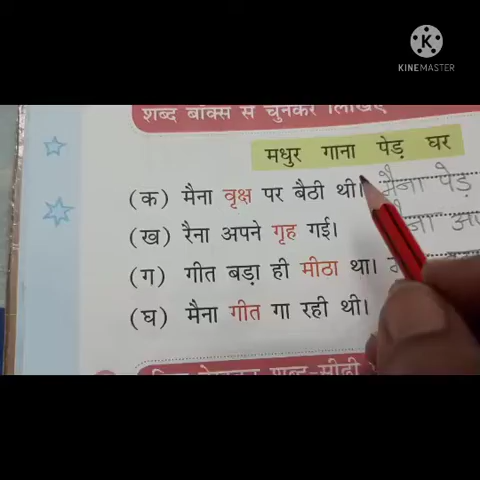 KINEMASTER
शब्द बॉक्स से चुनकर लिखिए
मधुर गाना पेड़ घर
(क) मैना वृक्ष पर बैठी थी। मैना पेड़
(ख) रैना अपने गृह गई।
(ग) गीत बड़ा ही मीठा था।
(घ) मैना गीत गा रही थी।